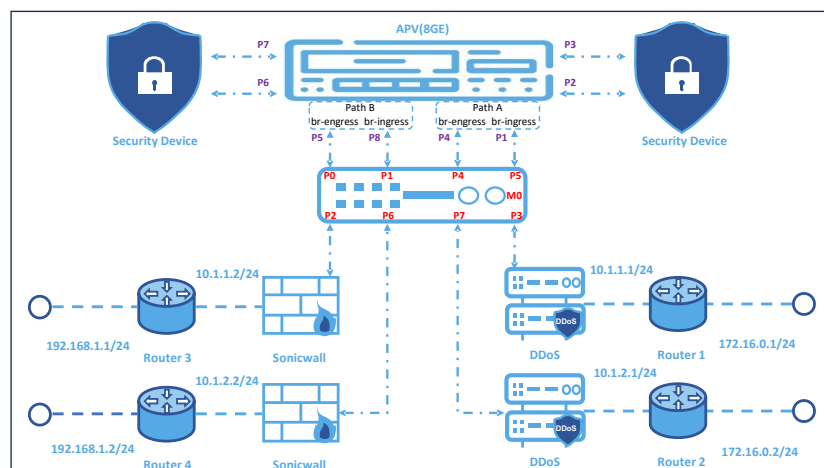 APV(8GE)
P7
P3
P6
P2
Security Device
Security Device
Path B
br-engress br-ingress
Path A
br-engress br-ingress
P5
P8
P4
P1
P0
P1
P4
P5
M0
P2
P6
P7
P3
10.1.1.2/24
10.1.1.1/24
DDoS
192.168.1.1/24
Router 3
Sonicwall
DDoS
Router 1
172.16.0.1/24
10.1.2.2/24
10.1.2.1/24
DDoS
192.168.1.2/24
Router 4
Sonicwall
DDoS
Router 2
172.16.0.2/24